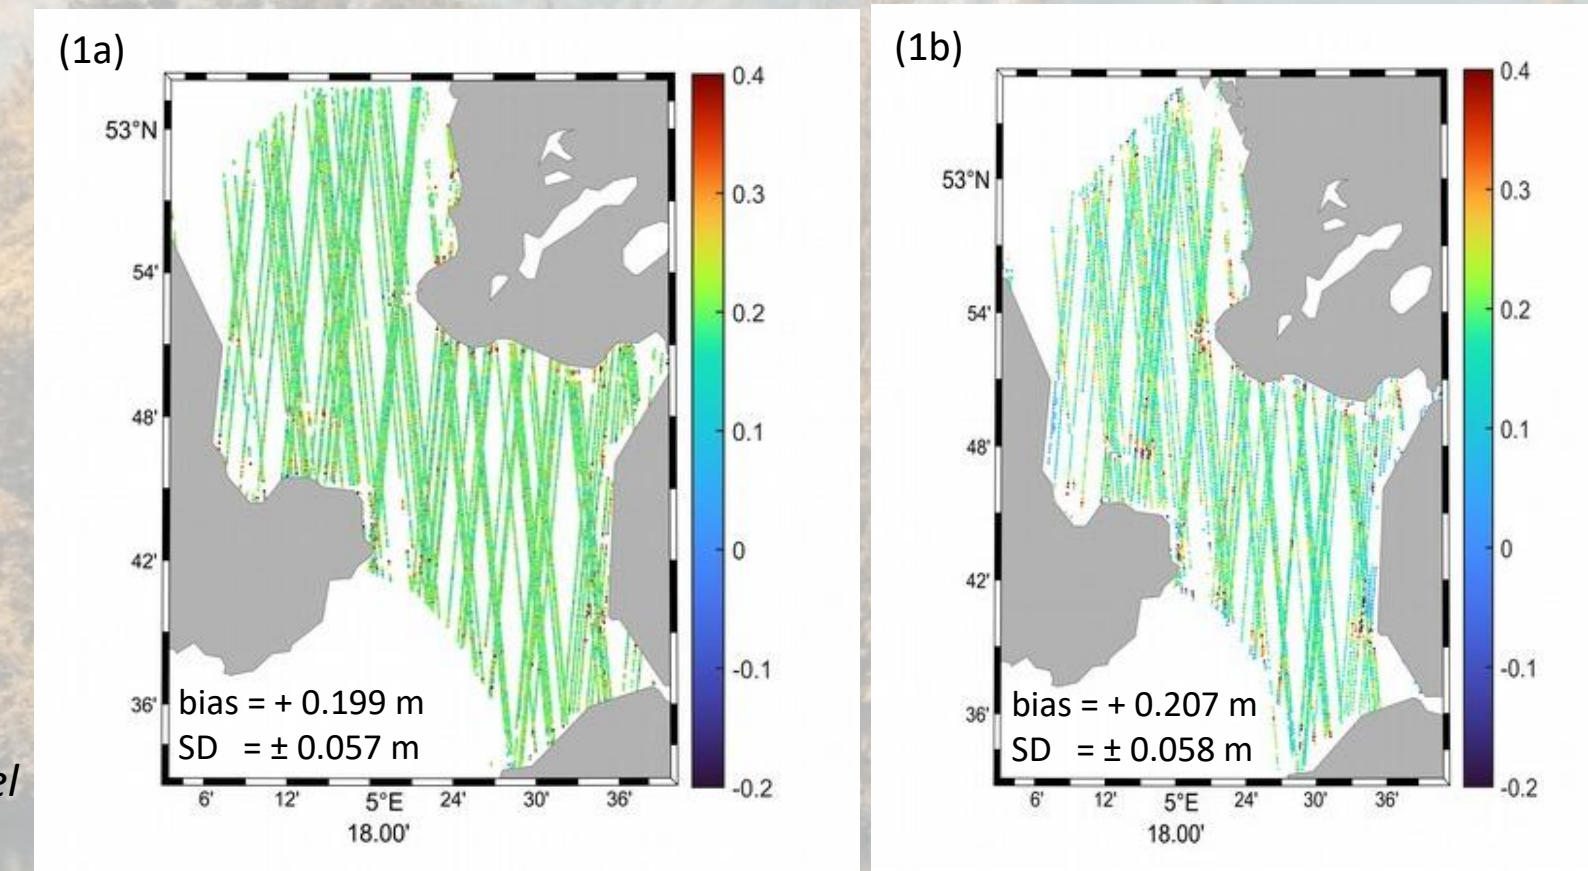 (1a)
0.4
0.3
0.2
0.1
0
-0.1
-0.2
53°N
54'
48'
42'
36'
bias = + 0.199 m
SD = ± 0.057 m
6' 12' 5°E 24' 30' 36'
18.00'
el
(1b)
0.4
0.3
0.2
0.1
0
-0.1
-0.2
53°N
54'
48'
42'
36'
bias = + 0.207 m
SD = ± 0.058 m
6' 12' 5°E 24' 30' 36'
18.00'